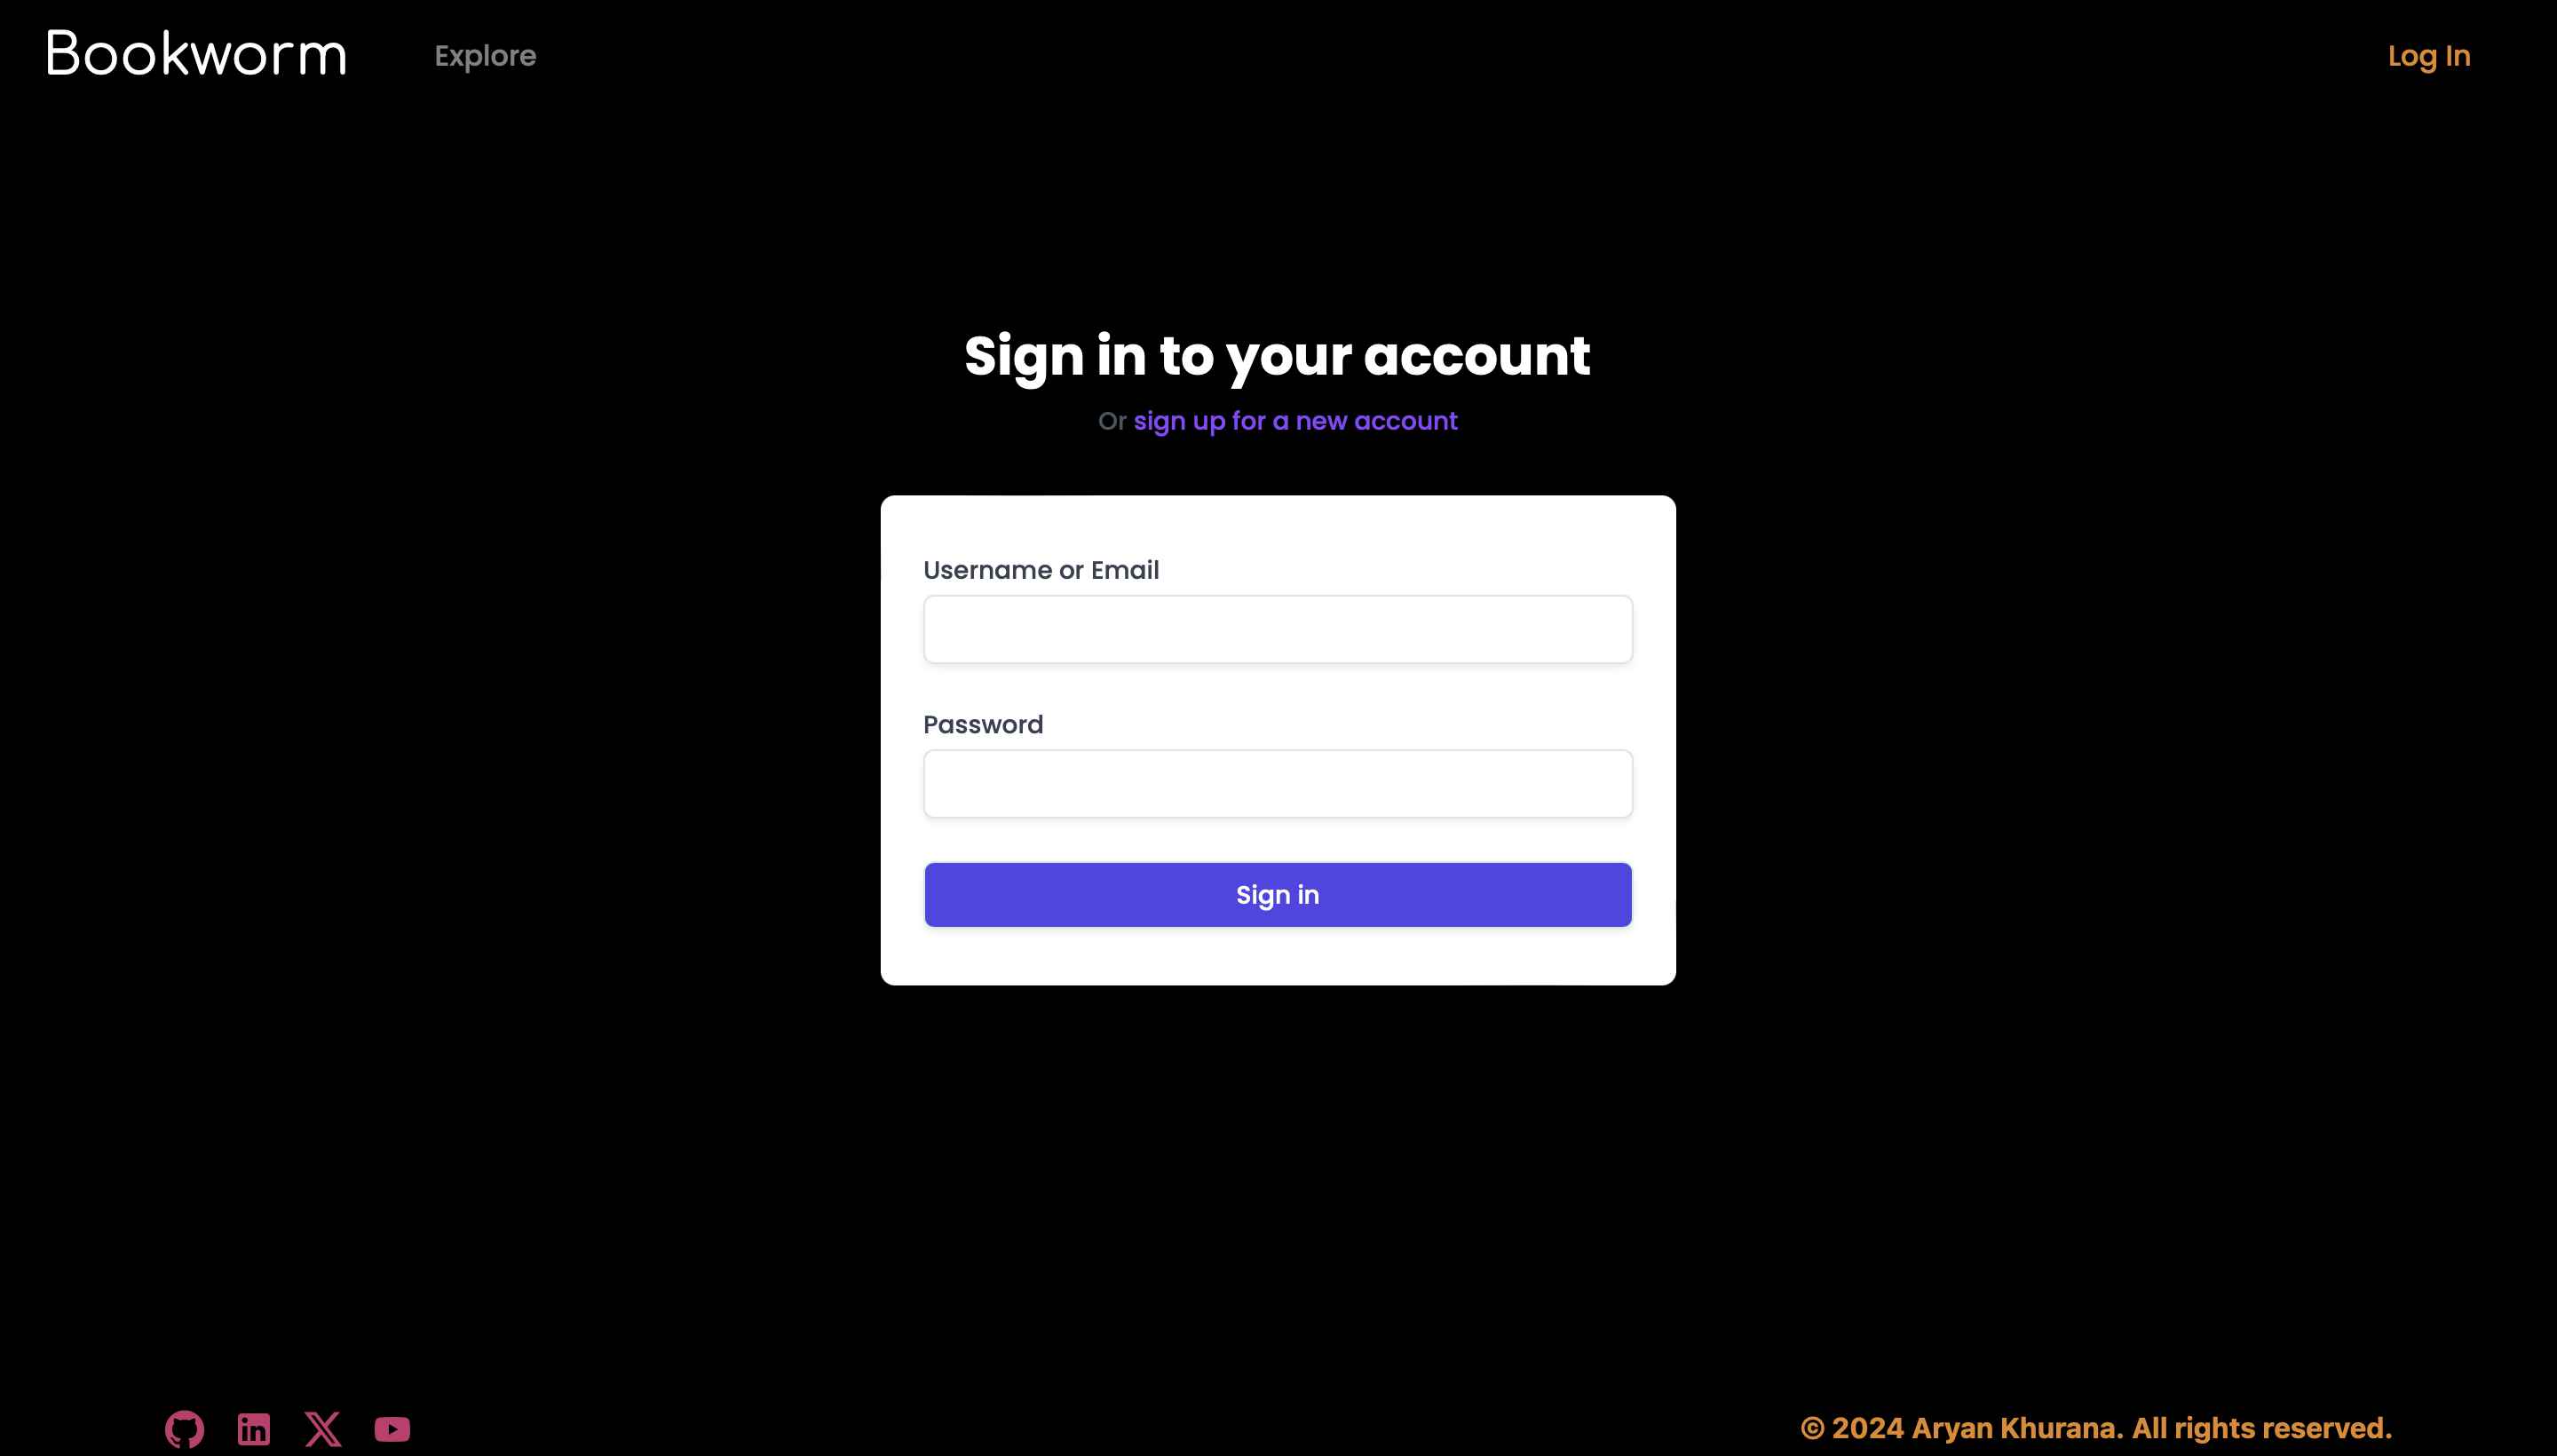 Bookworm
Explore
Log In
Sign in to your account
Or sign up for a new account
Username or Email
Password
Sign in
© 2024 Aryan Khurana. All rights reserved.